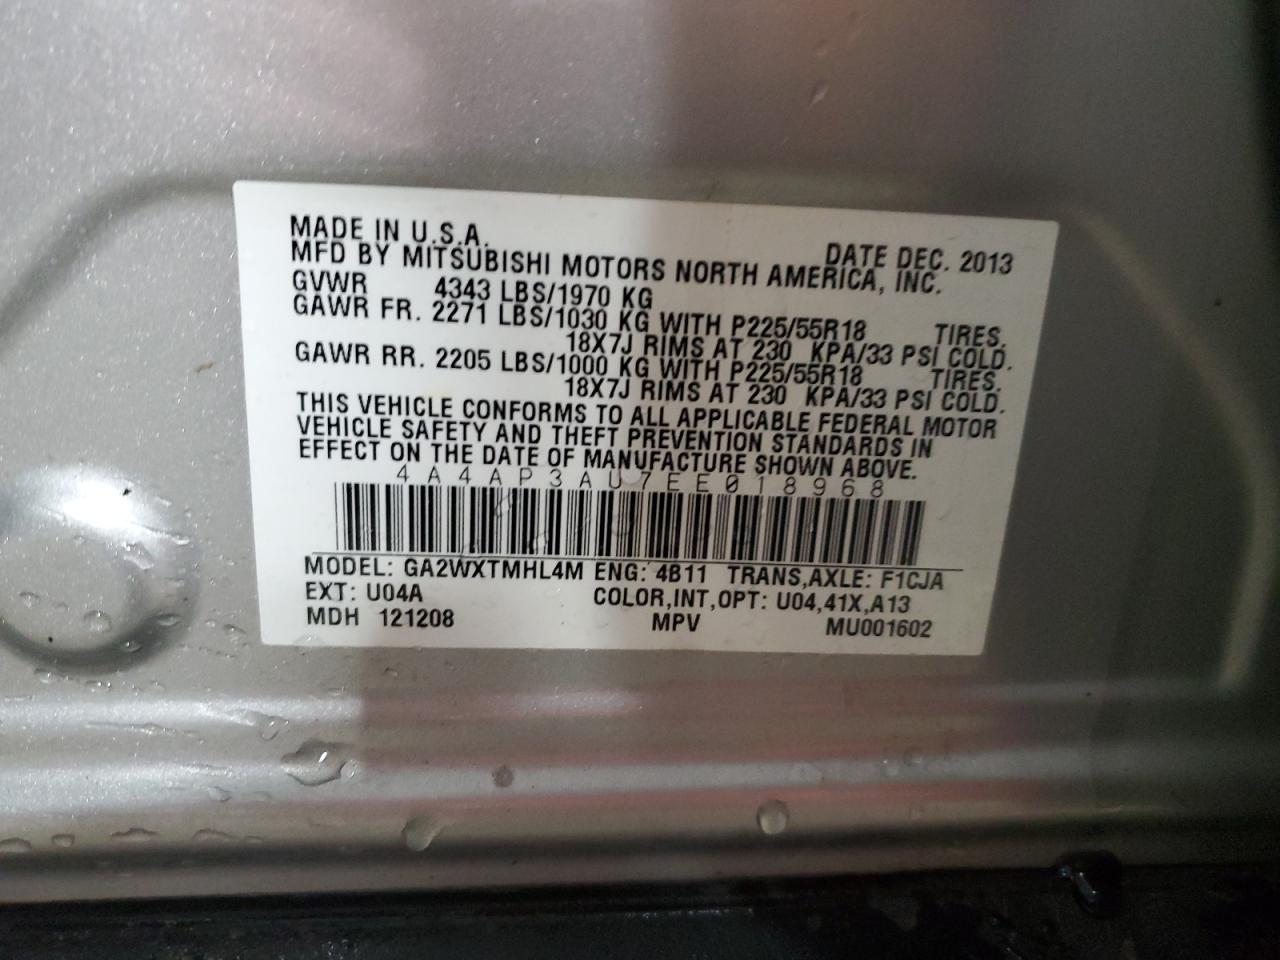 MADE IN U.S.A. DATE DEC. 2013
MFD BY MITSUBISHI MOTORS NORTH AMERICA, INC.
GVWR 4343 LBS/1970 KG
GAWR FR. 2271 LBS/1030 KG WITH P225/55R18 TIRES.
18X7J RIMS AT 230 KPA/33 PSI COLD.
GAWR RR. 2205 LBS/1000 KG WITH P225/55R18 TIRES.
18X7J RIMS AT 230 KPA/33 PSI COLD.
THIS VEHICLE CONFORMS TO ALL APPLICABLE FEDERAL MOTOR
VEHICLE SAFETY AND THEFT PREVENTION STANDARDS IN
EFFECT ON THE DATE OF MANUFACTURE SHOWN ABOVE.
4A4AP3AU7EE018968
MODEL: GA2WXTMHL4M ENG: 4B11 TRANS,AXLE: F1CJA
EXT: U04A COLOR,INT,OPT: U04,41X,A13
MDH 121208 MPV MU001602